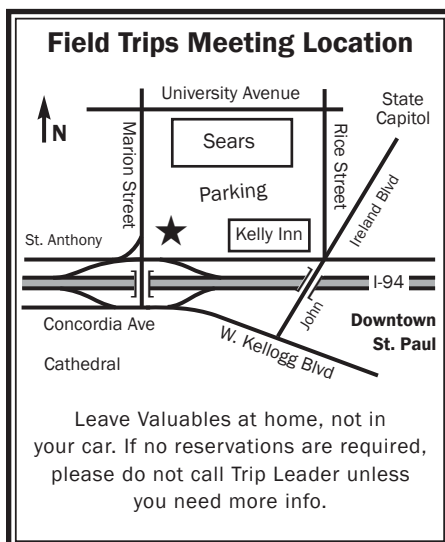 Field Trips Meeting Location
University Avenue
State
Capitol
N
Marion Street
Sears
Rice Street
Parking
Ireland Blvd
St. Anthony
Kelly Inn
I-94
John
Concordia Ave
W. Kellogg Blvd
Downtown
St. Paul
Cathedral
Leave Valuables at home, not in
your car. If no reservations are required,
please do not call Trip Leader unless
you need more info.